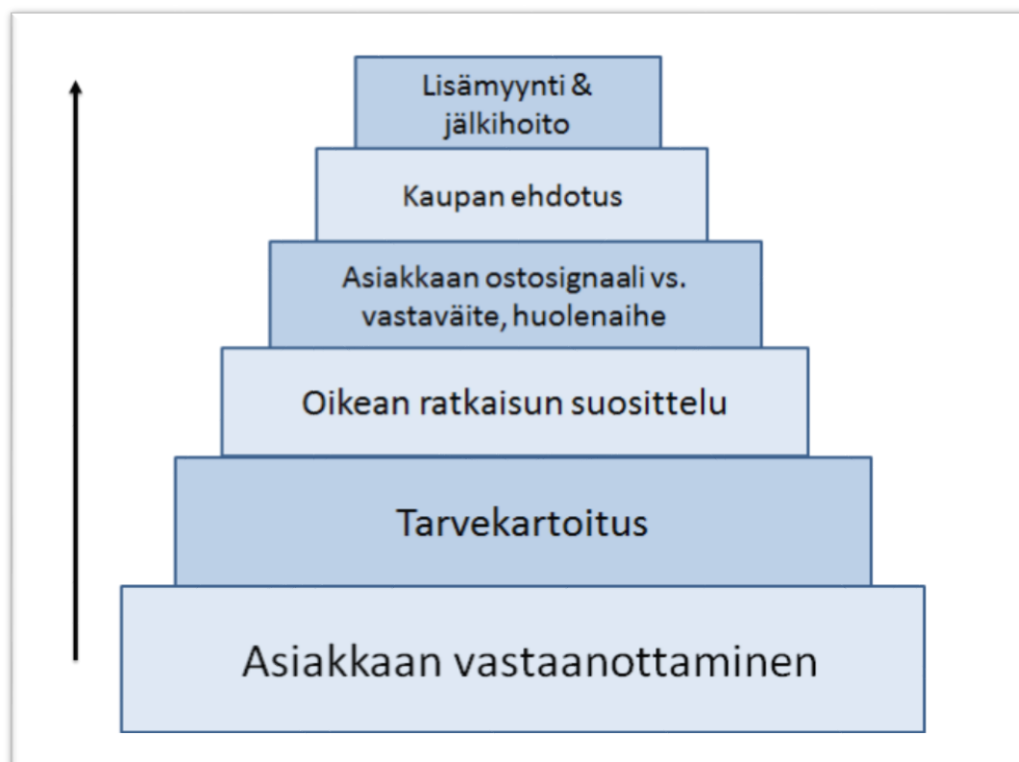 Lisämyynti &
jälkihoito
Kaupan ehdotus
Asiakkaan ostosignaali vs.
vastaväite, huolenaihe
Oikean ratkaisun suosittelu
Tarvekartoitus
Asiakkaan vastaanottaminen